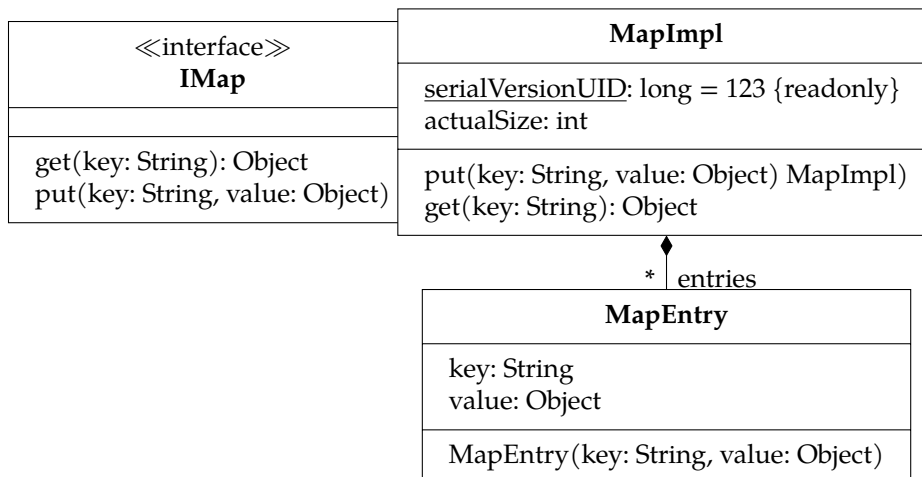 ≪interface≫
IMap
get(key: String): Object
put(key: String, value: Object)
MapImpl
serialVersionUID: long = 123 {readonly}
actualSize: int
put(key: String, value: Object) MapImpl)
get(key: String): Object
* entries
MapEntry
key: String
value: Object
MapEntry(key: String, value: Object)